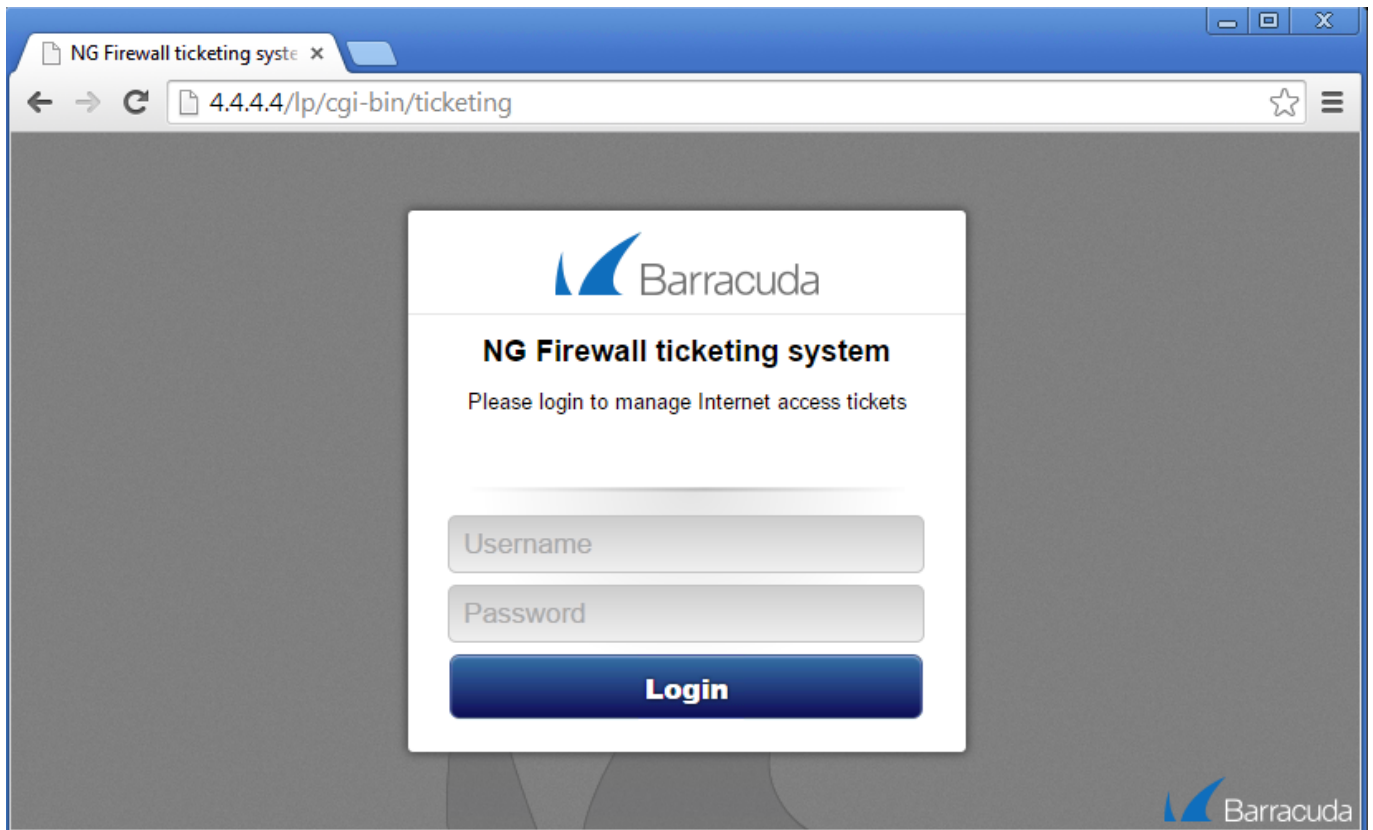 NG Firewall ticketing syste
4.4.4.4/lp/cgi-bin/ticketing
Barracuda
NG Firewall ticketing system
Please login to manage Internet access tickets
Username
Password
Login
Barracuda